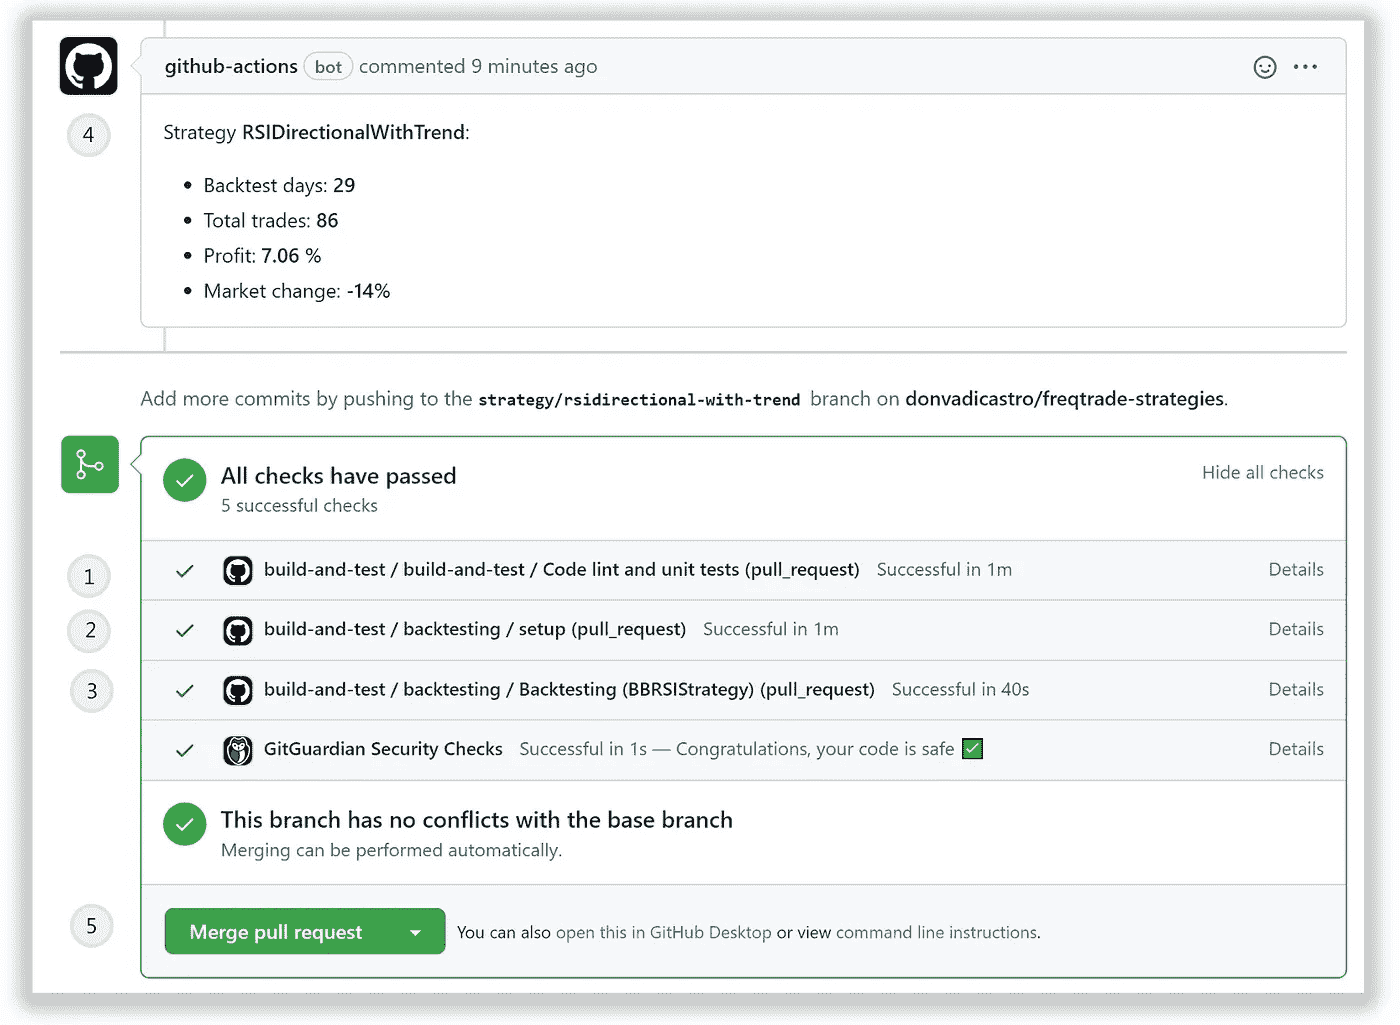 github-actions bot commented 9 minutes ago
4
Strategy RSIDirectionalWithTrend:
Backtest days: 29
Total trades: 86
Profit: 7.06 %
Market change: -14%
Add more commits by pushing to the strategy/rsidirectional-with-trend branch on donvadicastro/freqtrade-strategies.
All checks have passed
Hide all checks
5 successful checks
1
build-and-test / build-and-test / Code lint and unit tests (pull_request) Successful in 1m Details
2
build-and-test / backtesting / setup (pull_request) Successful in 1m Details
3
build-and-test / backtesting / Backtesting (BBRSIStrategy) (pull_request) Successful in 40s Details
GitGuardian Security Checks Successful in 1s — Congratulations, your code is safe ✅ Details
This branch has no conflicts with the base branch
Merging can be performed automatically.
5
Merge pull request You can also open this in GitHub Desktop or view command line instructions.